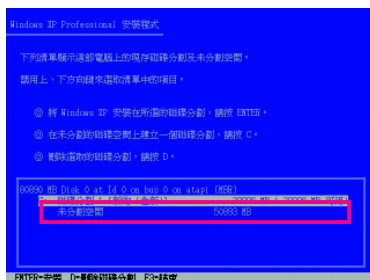 Windows XP Professional 安裝程式
下列清單顯示這部電腦上的現存磁碟分割及未分割空間。
請用上、下方向鍵來選取清單中的項目。
◎ 將 Windows XP 安裝在所選的磁碟分割，請按 ENTER。
◎ 在未分割的磁碟空間上建立一個磁碟分割，請按 C。
◎ 刪除選取的磁碟分割，請按 D。
80890 MB Disk 0 at Id 0 on bus 0 on atapi [MBR]
未分割空間 50893 MB
ENTER=安裝 D=刪除磁碟分割 F3=結束